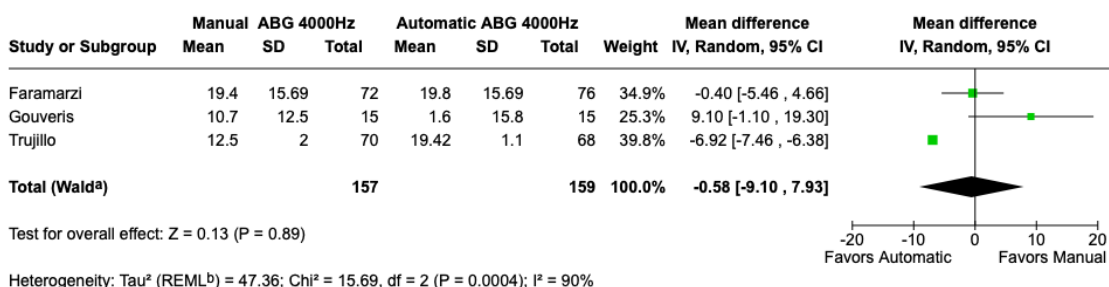 Manual ABG 4000Hz Automatic ABG 4000Hz Mean difference Mean difference
Study or Subgroup Mean SD Total Mean SD Total Weight IV, Random, 95% CI IV, Random, 95% CI
Faramarzi 19.4 15.69 72 19.8 15.69 76 34.9% -0.40 [-5.46 , 4.66]
Gouveris 10.7 12.5 15 1.6 15.8 15 25.3% 9.10 [-1.10 , 19.30]
Trujillo 12.5 2 70 19.42 1.1 68 39.8% -6.92 [-7.46 , -6.38]
Total (Waldᵃ) 157 159 100.0% -0.58 [-9.10 , 7.93]
Test for overall effect: Z = 0.13 (P = 0.89)
-20 -10 0 10 20
Favors Automatic Favors Manual
Heterogeneity: Tau² (REMLᵇ) = 47.36; Chi² = 15.69, df = 2 (P = 0.0004); I² = 90%